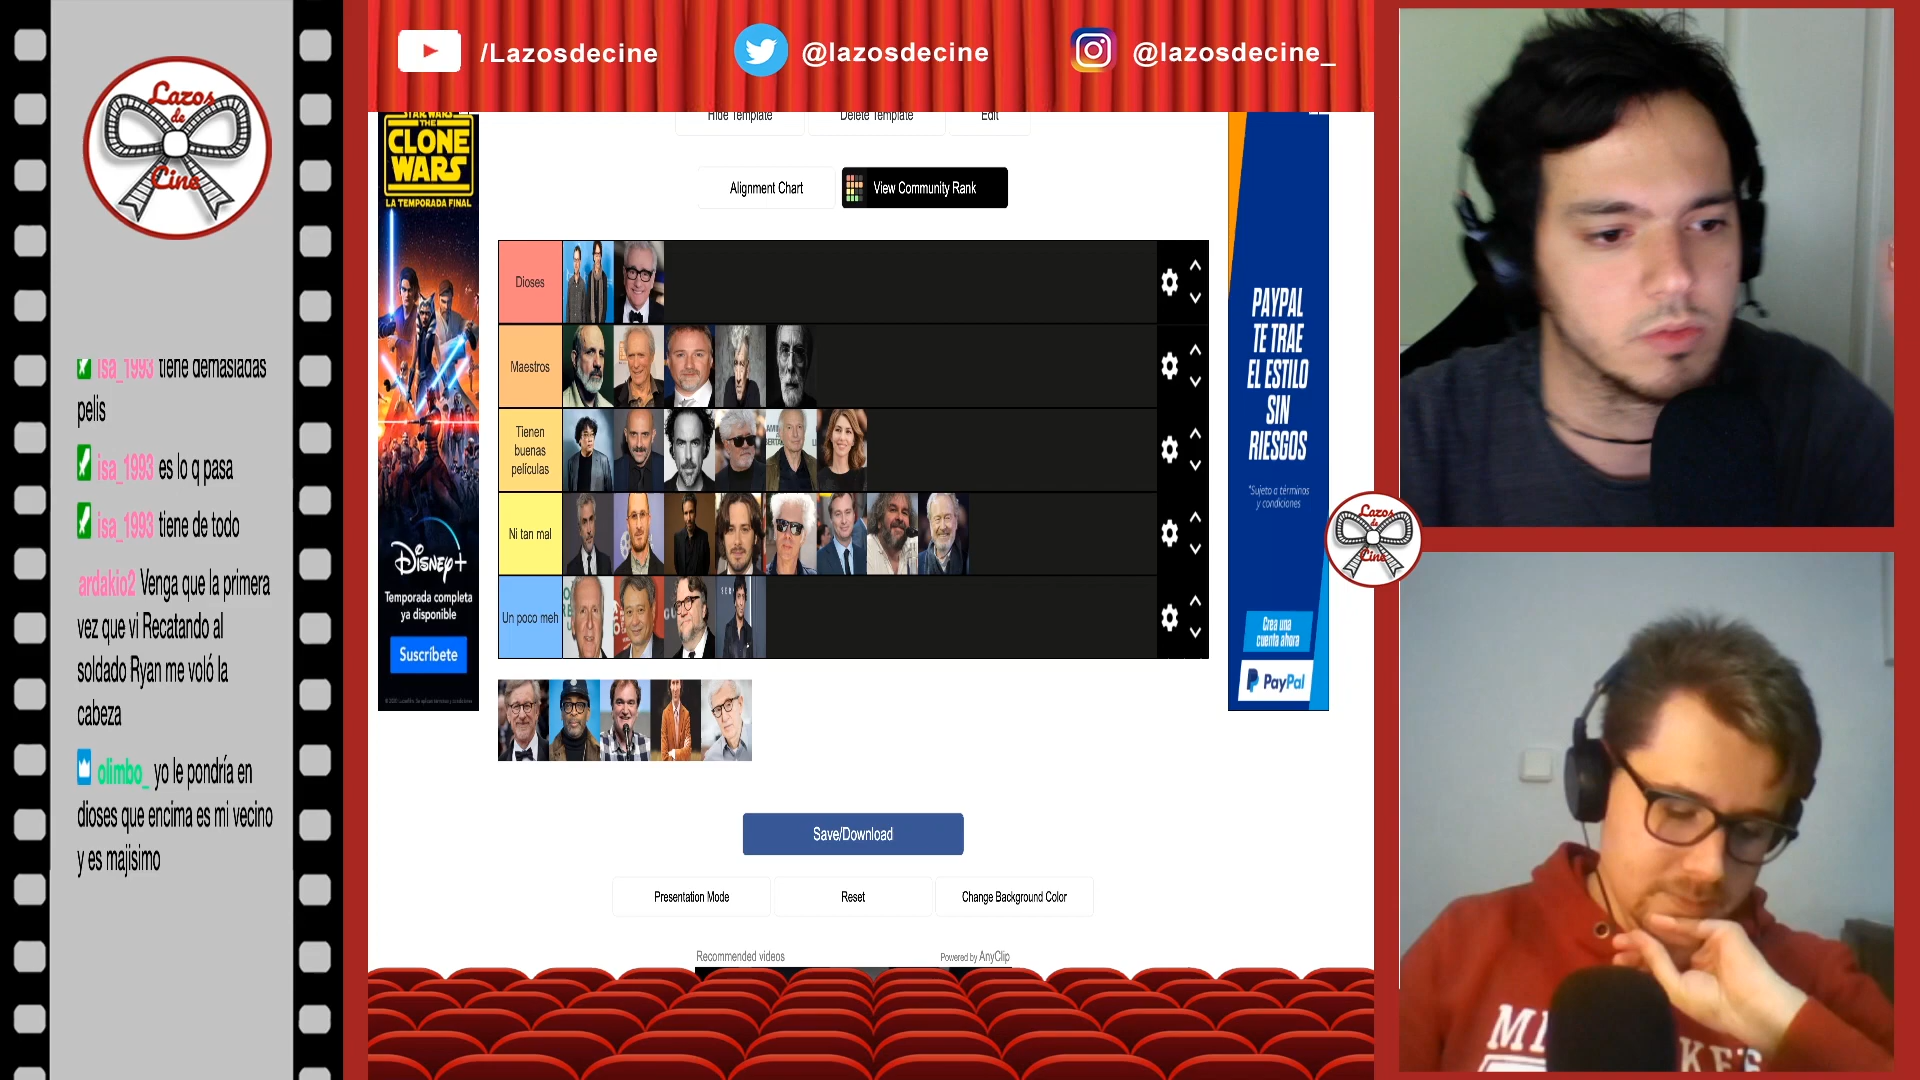 /Lazosdecine
@lazosdecine
@lazosdecine_
Lazos
de
Cine
isa_1993 tiene demasiadas
pelis
isa_1993 es lo q pasa
isa_1993 tiene de todo
ardakio2 Venga que la primera
vez que vi Recatando al
soldado Ryan me voló la
cabeza
olimbo_ yo le pondría en
dioses que encima es mi vecino
y es majisimo
STAR WARS
THE
CLONE
WARS
LA TEMPORADA FINAL
Disney+
Temporada completa
ya disponible
Suscríbete
Hide Template
Delete Template
Edit
Alignment Chart
View Community Rank
Dioses
Maestros
Tienen
buenas
películas
Ni tan mal
Un poco meh
Save/Download
Presentation Mode
Reset
Change Background Color
Recommended videos
Powered by AnyClip
PAYPAL
TE TRAE
EL ESTILO
SIN
RIESGOS
*Sujeto a términos
y condiciones
Crea una
cuenta ahora
PayPal
Lazos
de
Cine